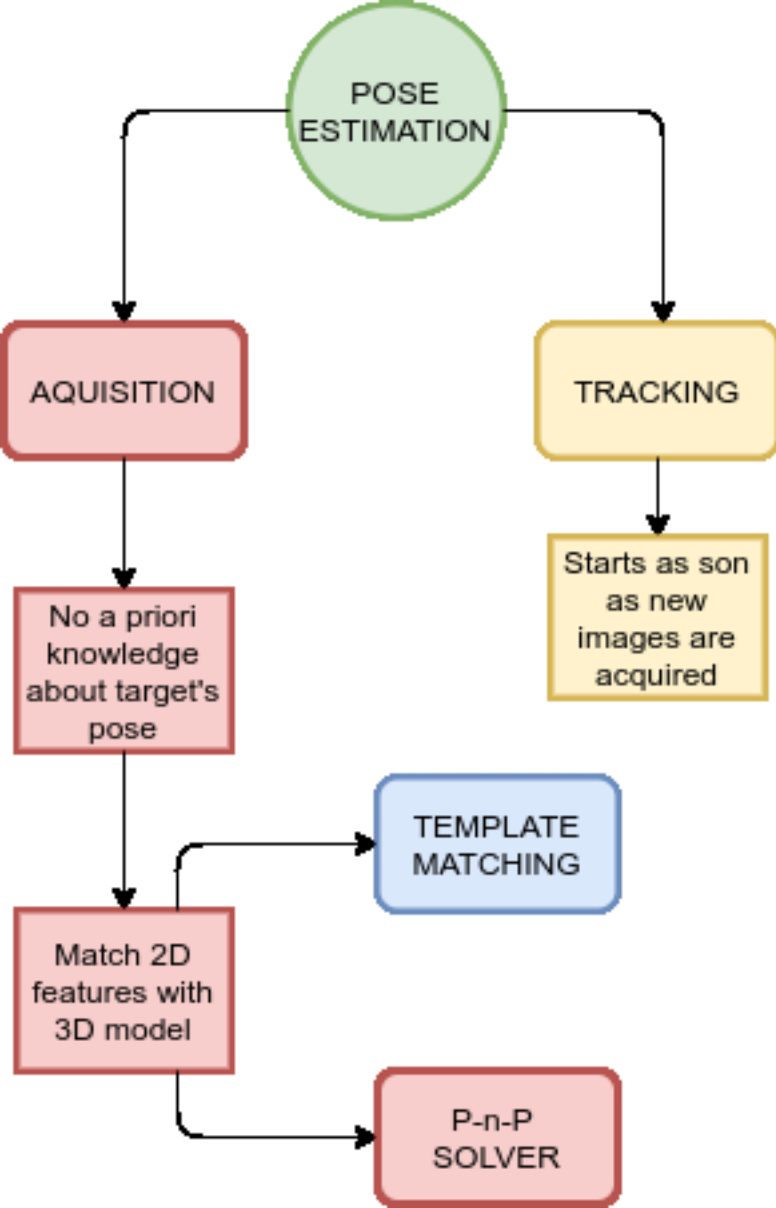 POSE
ESTIMATION
AQUISITION
TRACKING
No a priori
knowledge
about target's
pose
Starts as son
as new
images are
acquired
Match 2D
features with
3D model
TEMPLATE
MATCHING
P-n-P
SOLVER